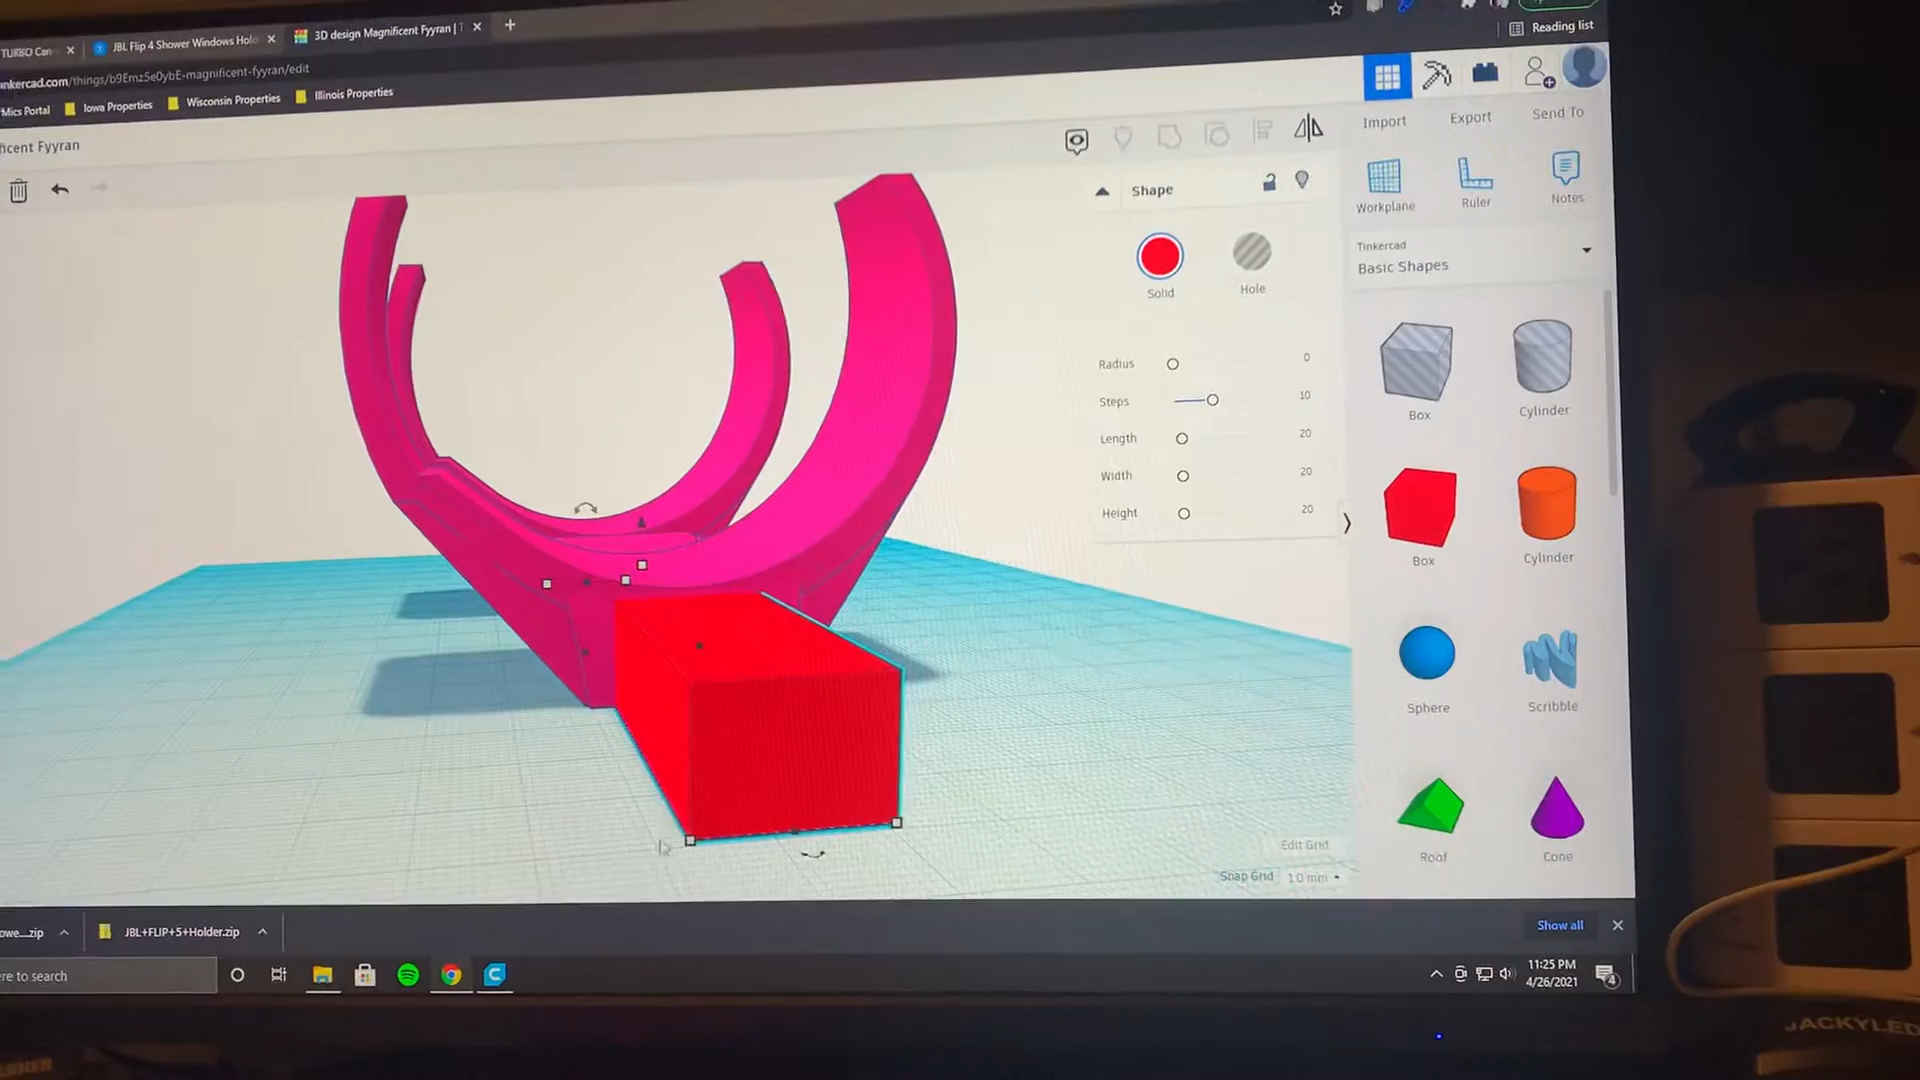 TURBO Can
JBL Flip 4 Shower Windows Hol
3D design Magnificent Fyyran |
Reading list
inkercad.com/things/b9Emz5e0ybE-magnificent-fyyran/edit
Mics Portal
Iowa Properties
Wisconsin Properties
Illinois Properties
ficent Fyyran
Import
Export
Send To
Shape
Workplane
Ruler
Notes
Solid
Hole
Tinkercad
Basic Shapes
Radius 0
Steps 10
Length 20
Width 20
Height 20
Box
Cylinder
Box
Cylinder
Sphere
Scribble
Roof
Cone
Edit Grid
Snap Grid 1.0 mm
owe....zip
JBL+FLIP+5+Holder.zip
Show all
ere to search
11:25 PM
4/26/2021
4
JACKYLED